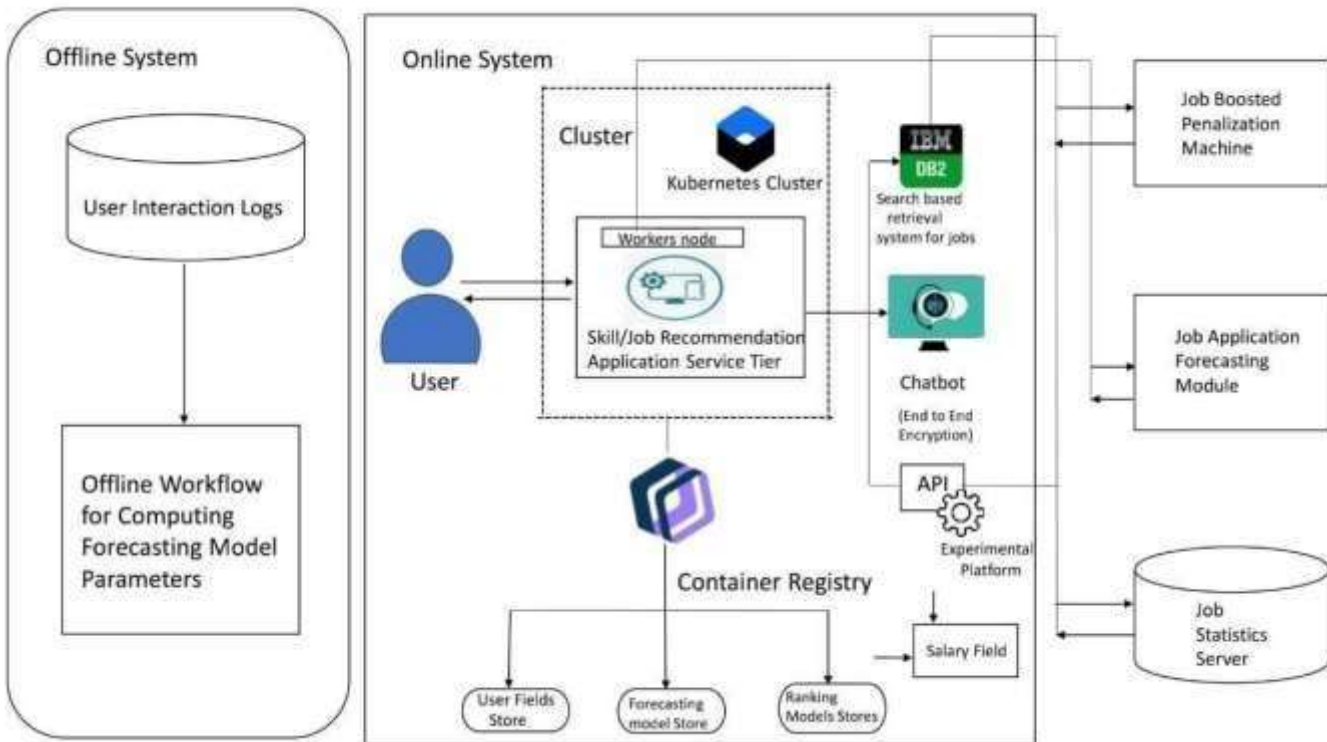 Offline System
User Interaction Logs
Offline Workflow
for Computing
Forecasting Model
Parameters
Online System
Cluster
Kubernetes Cluster
Workers node
Skill/Job Recommendation
Application Service Tier
User
IBM
DB2
Search based
retrieval
system for jobs
Chatbot
(End to End
Encryption)
API
Experimental
Platform
Container Registry
User Fields
Store
Forecasting
model Store
Ranking
Models Stores
Salary Field
Job Boosted
Penalization
Machine
Job Application
Forecasting
Module
Job
Statistics
Server